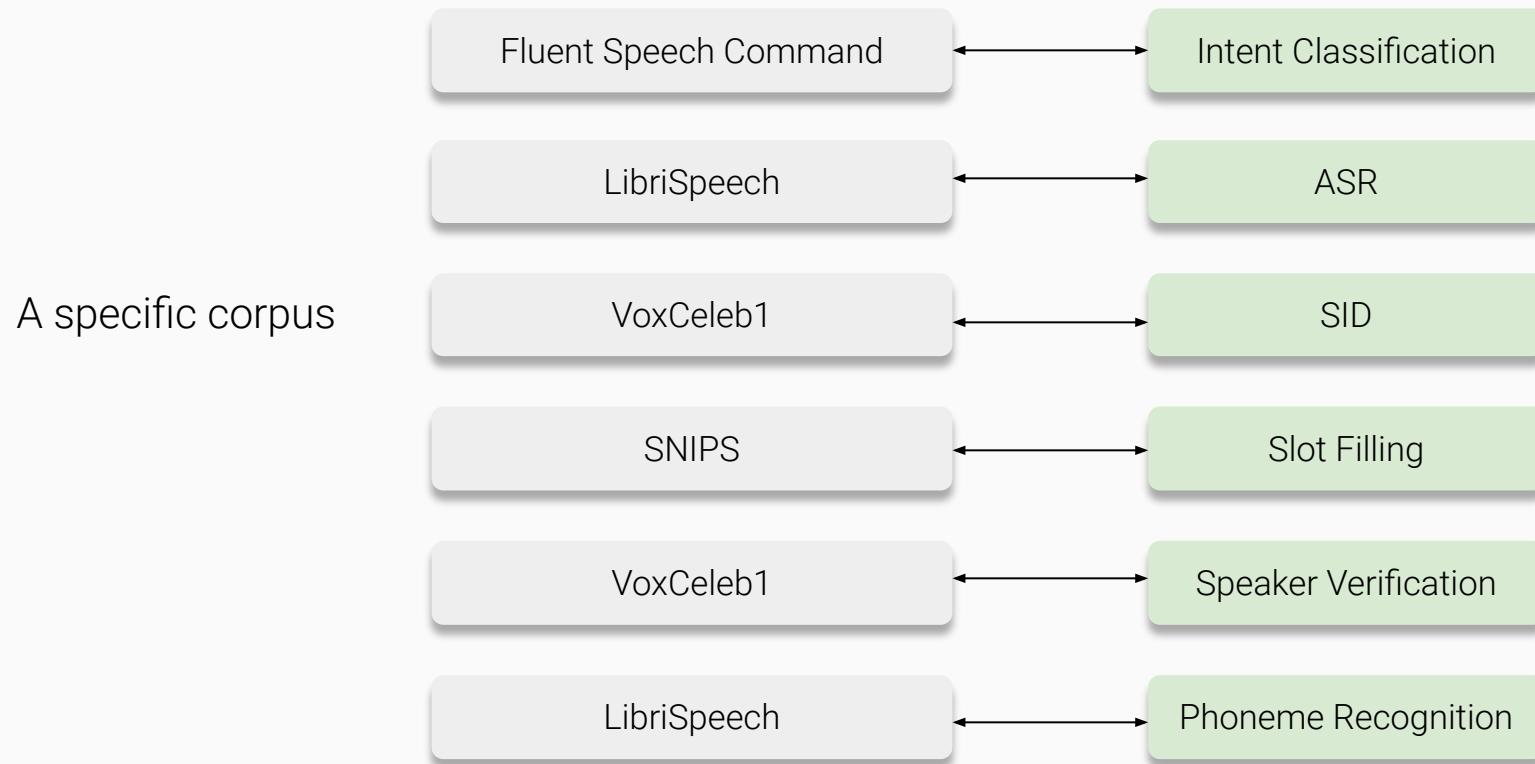 Fluent Speech Command
Intent Classification
LibriSpeech
ASR
A specific corpus
VoxCeleb1
SID
SNIPS
Slot Filling
VoxCeleb1
Speaker Verification
LibriSpeech
Phoneme Recognition